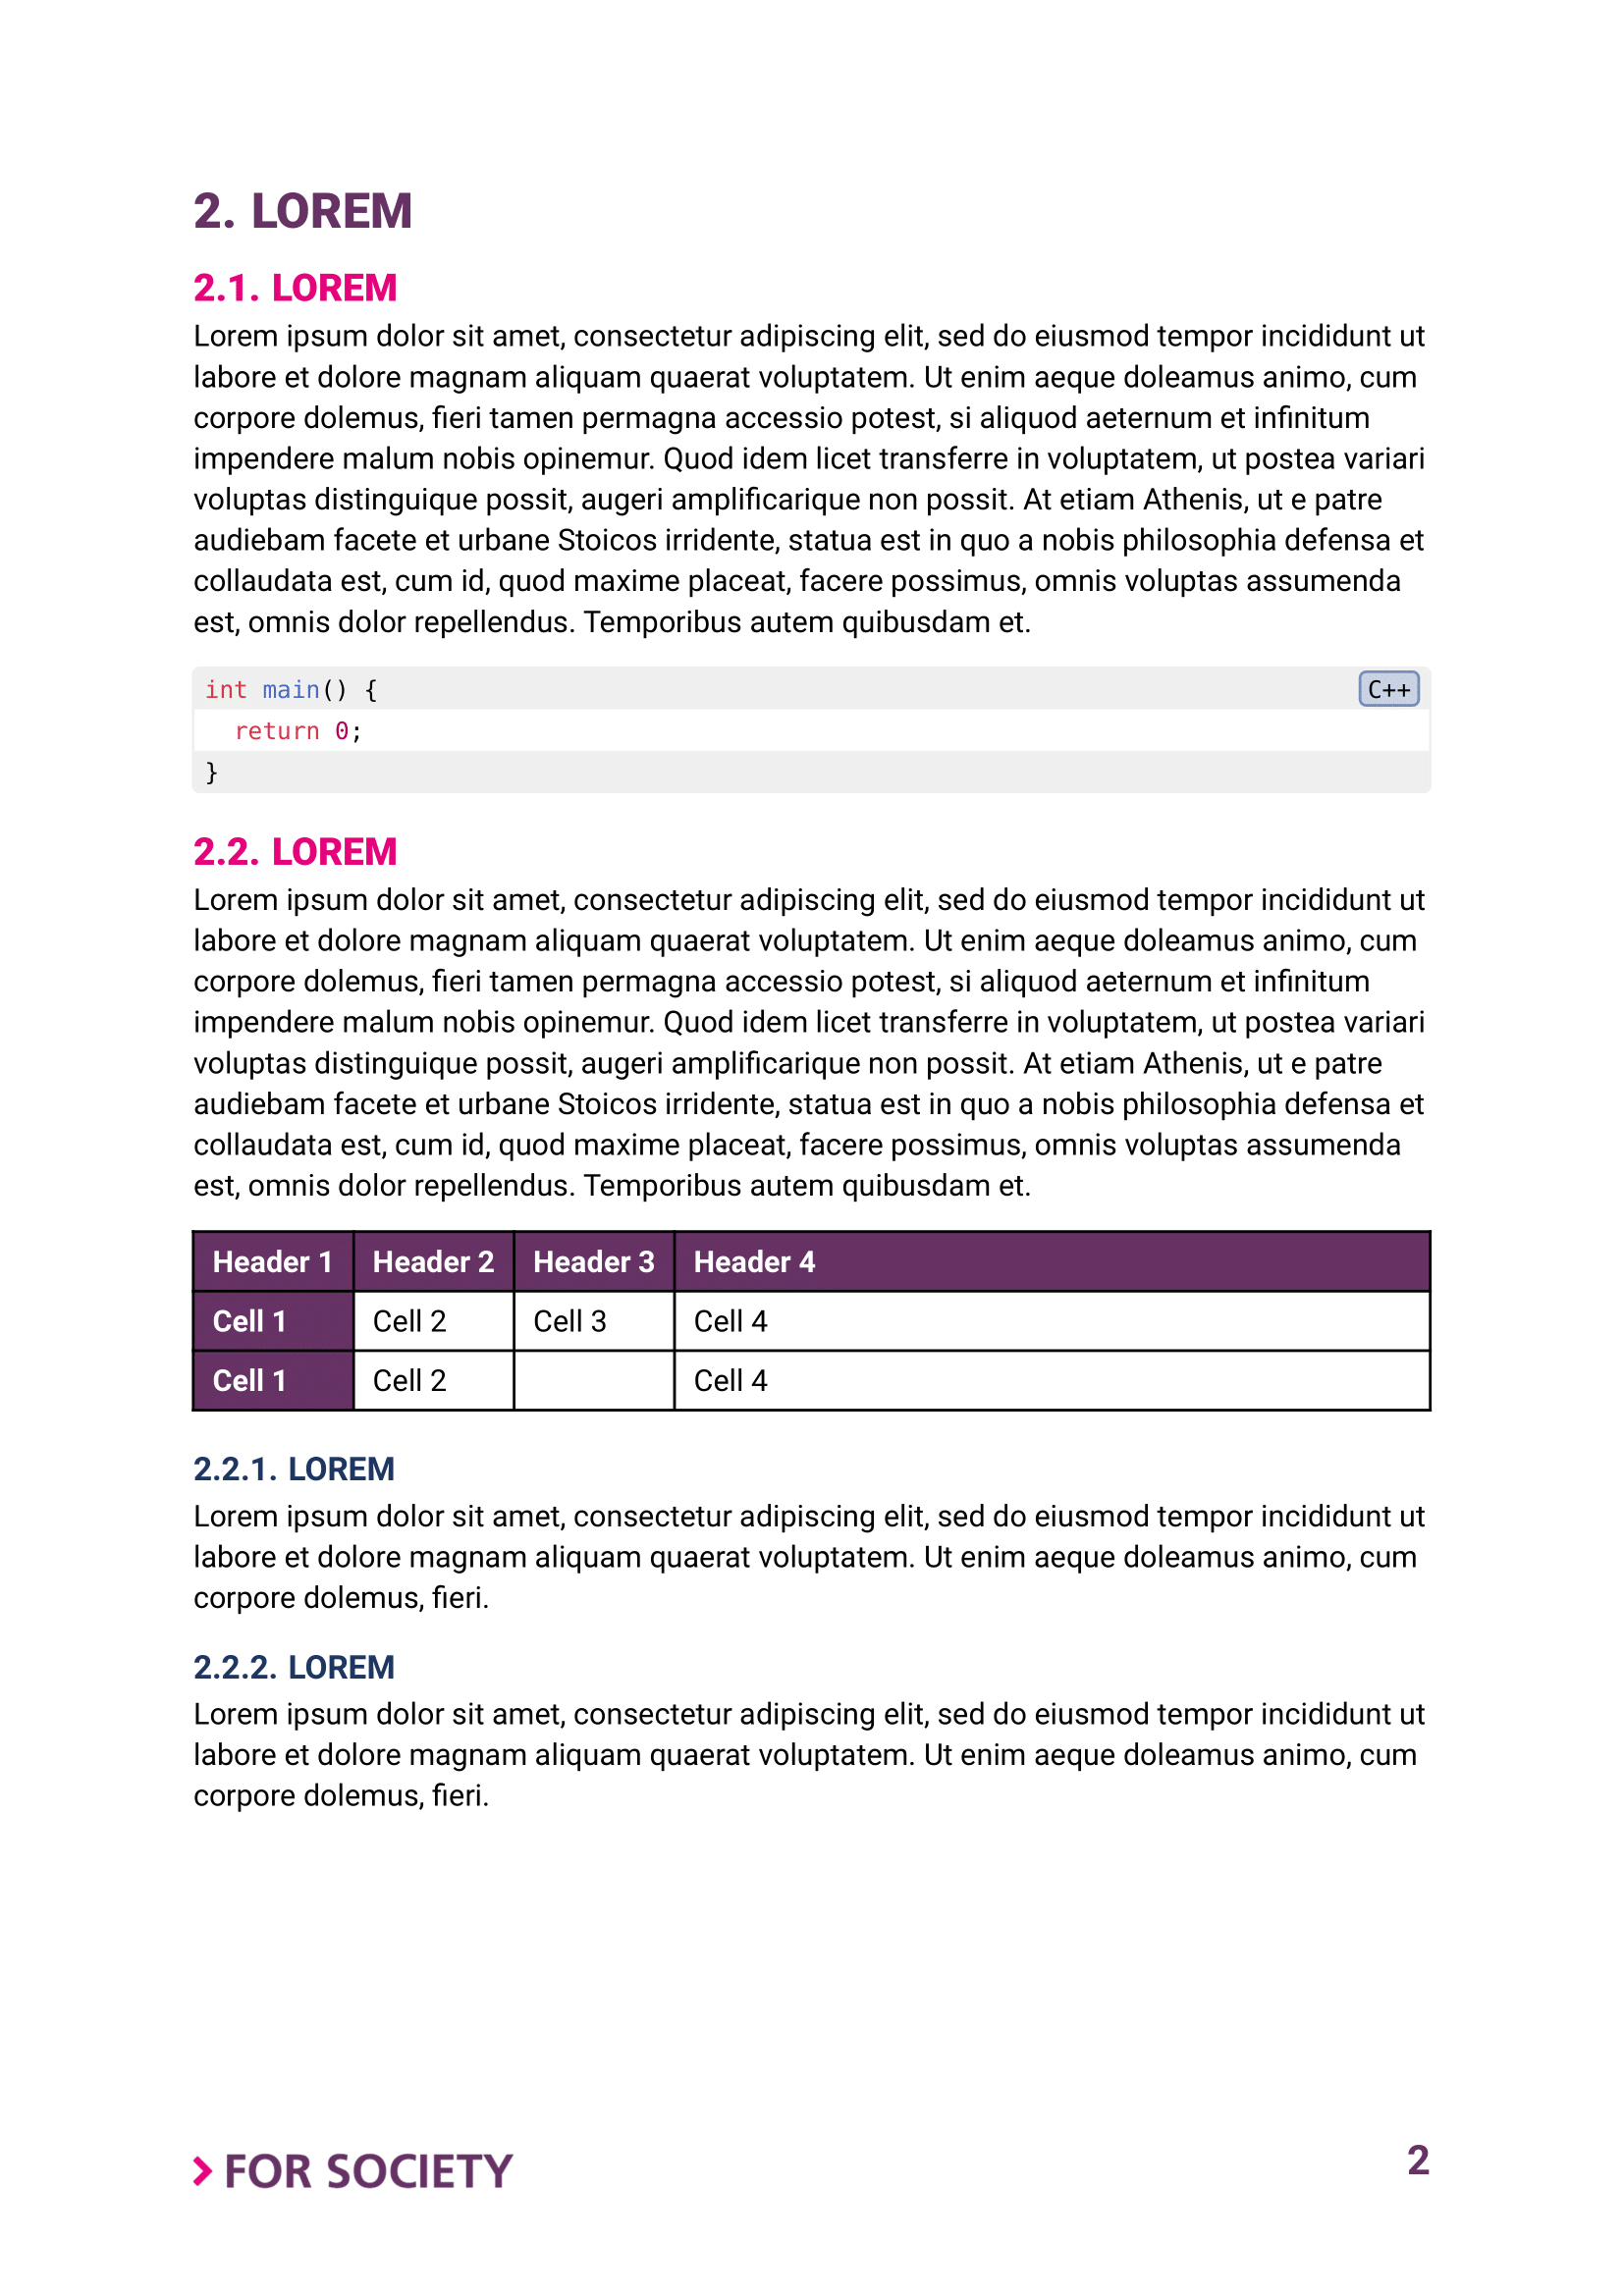 2. LOREM
2.1. LOREM
Lorem ipsum dolor sit amet, consectetur adipiscing elit, sed do eiusmod tempor incididunt ut
labore et dolore magnam aliquam quaerat voluptatem. Ut enim aeque doleamus animo, cum
corpore dolemus, fieri tamen permagna accessio potest, si aliquod aeternum et infinitum
impendere malum nobis opinemur. Quod idem licet transferre in voluptatem, ut postea variari
voluptas distinguique possit, augeri amplificarique non possit. At etiam Athenis, ut e patre
audiebam facete et urbane Stoicos irridente, statua est in quo a nobis philosophia defensa et
collaudata est, cum id, quod maxime placeat, facere possimus, omnis voluptas assumenda
est, omnis dolor repellendus. Temporibus autem quibusdam et.
int main() { C++
  return 0;
}
2.2. LOREM
Lorem ipsum dolor sit amet, consectetur adipiscing elit, sed do eiusmod tempor incididunt ut
labore et dolore magnam aliquam quaerat voluptatem. Ut enim aeque doleamus animo, cum
corpore dolemus, fieri tamen permagna accessio potest, si aliquod aeternum et infinitum
impendere malum nobis opinemur. Quod idem licet transferre in voluptatem, ut postea variari
voluptas distinguique possit, augeri amplificarique non possit. At etiam Athenis, ut e patre
audiebam facete et urbane Stoicos irridente, statua est in quo a nobis philosophia defensa et
collaudata est, cum id, quod maxime placeat, facere possimus, omnis voluptas assumenda
est, omnis dolor repellendus. Temporibus autem quibusdam et.
Header 1 Header 2 Header 3 Header 4
Cell 1 Cell 2 Cell 3 Cell 4
Cell 1 Cell 2 Cell 4
2.2.1. LOREM
Lorem ipsum dolor sit amet, consectetur adipiscing elit, sed do eiusmod tempor incididunt ut
labore et dolore magnam aliquam quaerat voluptatem. Ut enim aeque doleamus animo, cum
corpore dolemus, fieri.
2.2.2. LOREM
Lorem ipsum dolor sit amet, consectetur adipiscing elit, sed do eiusmod tempor incididunt ut
labore et dolore magnam aliquam quaerat voluptatem. Ut enim aeque doleamus animo, cum
corpore dolemus, fieri.
FOR SOCIETY 2